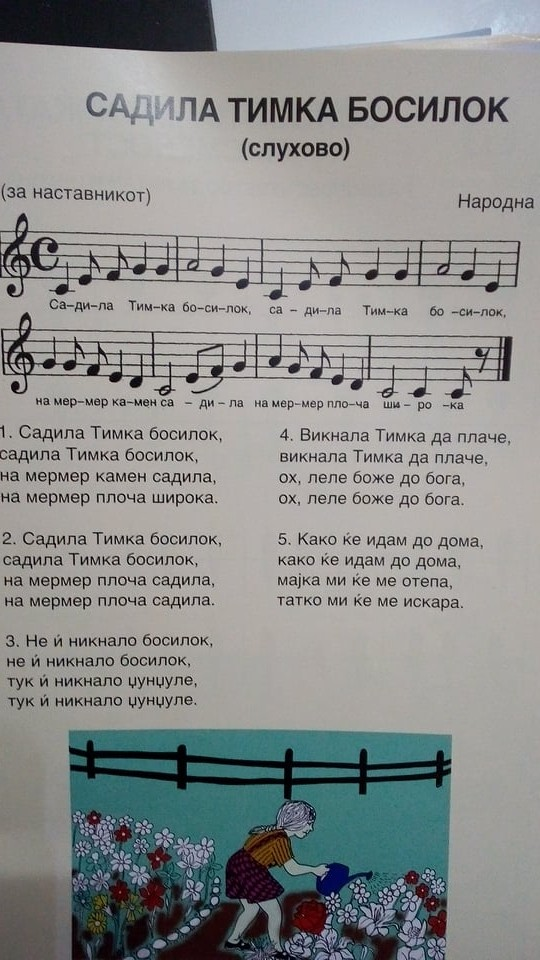 САДИЛА ТИМКА БОСИЛОК
(слухово)
(за наставникот)
Народна
Са–ди–ла Тим–ка бо–си–лок, са – ди–ла Тим–ка бо –си–лок,
на мер–мер ка–мен са – ди – ла на мер–мер пло–ча ши – ро –ка
1. Садила Тимка босилок,
садила Тимка босилок,
на мермер камен садила,
на мермер плоча широка.
2. Садила Тимка босилок,
садила Тимка босилок,
на мермер плоча садила,
на мермер плоча садила.
3. Не ѝ никнало босилок,
не ѝ никнало босилок,
тук ѝ никнало џунџуле,
тук ѝ никнало џунџуле.
4. Викнала Тимка да плаче,
викнала Тимка да плаче,
ох, леле боже до бога,
ох, леле боже до бога.
5. Како ќе идам до дома,
како ќе идам до дома,
мајка ми ќе ме отепа,
татко ми ќе ме искара.